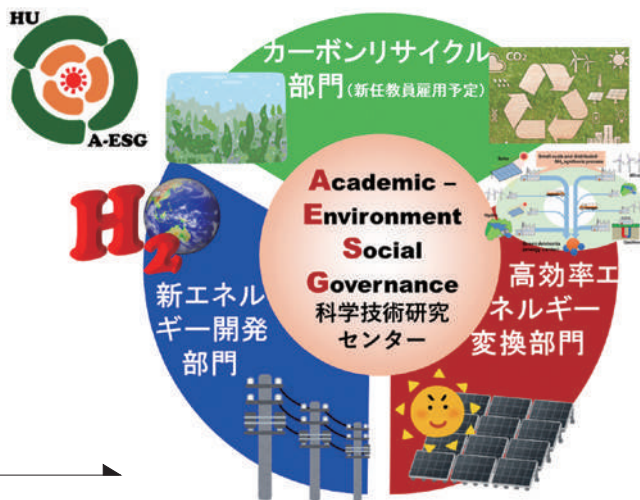 HU
A-ESG
カーボンリサイクル
部門(新任教員雇用予定)
CO2
H2
Academic –
Environment
Social
Governance
科学技術研究
センター
新エネル
ギー開発
部門
高効率エ
ネルギー
変換部門